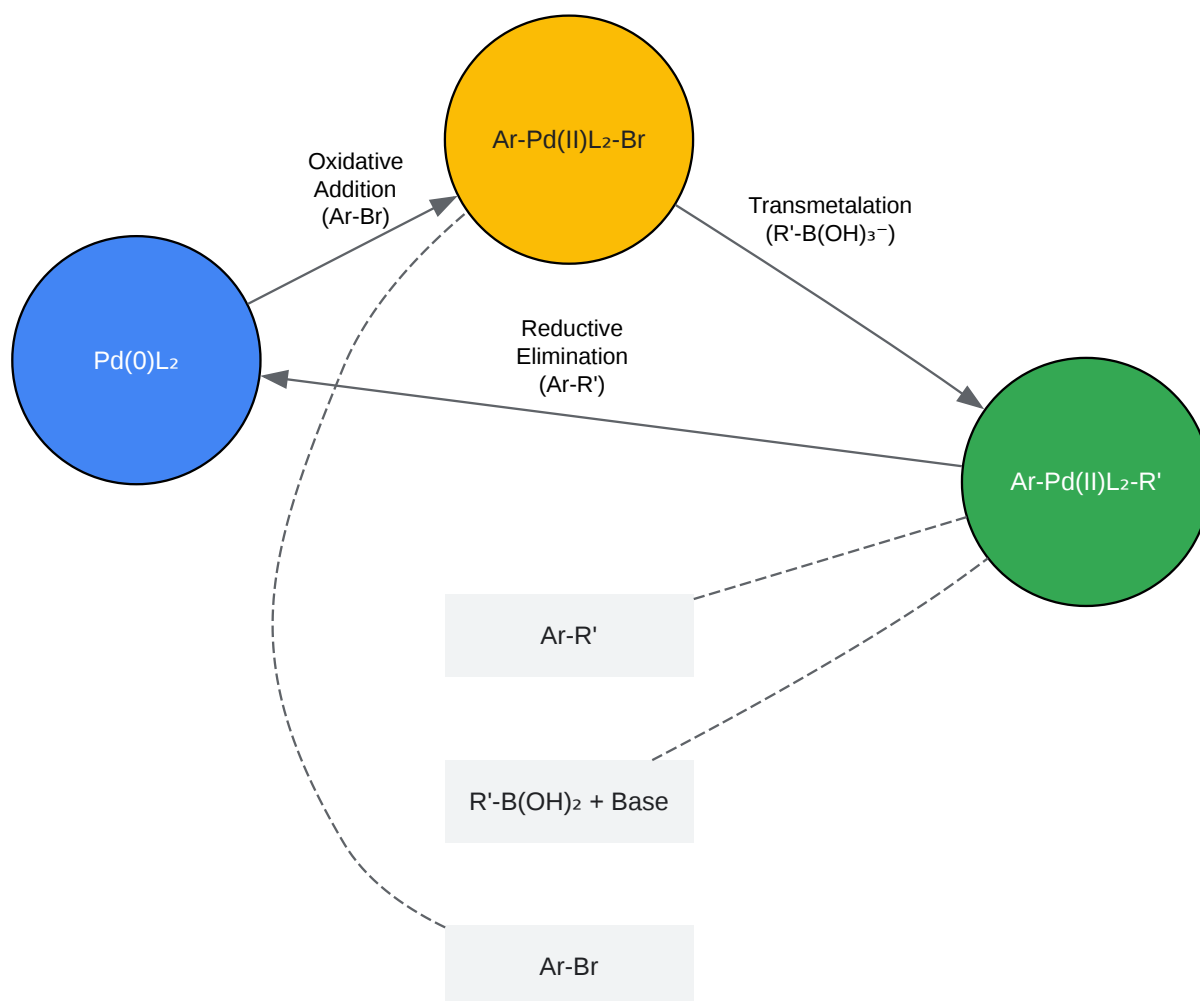 Ar-Pd(II)L₂-Br
Oxidative
Addition
(Ar-Br)
Transmetalation
(R'-B(OH)₃⁻)
Pd(0)L₂
Reductive
Elimination
(Ar-R')
Ar-Pd(II)L₂-R'
Ar-R'
R'-B(OH)₂ + Base
Ar-Br